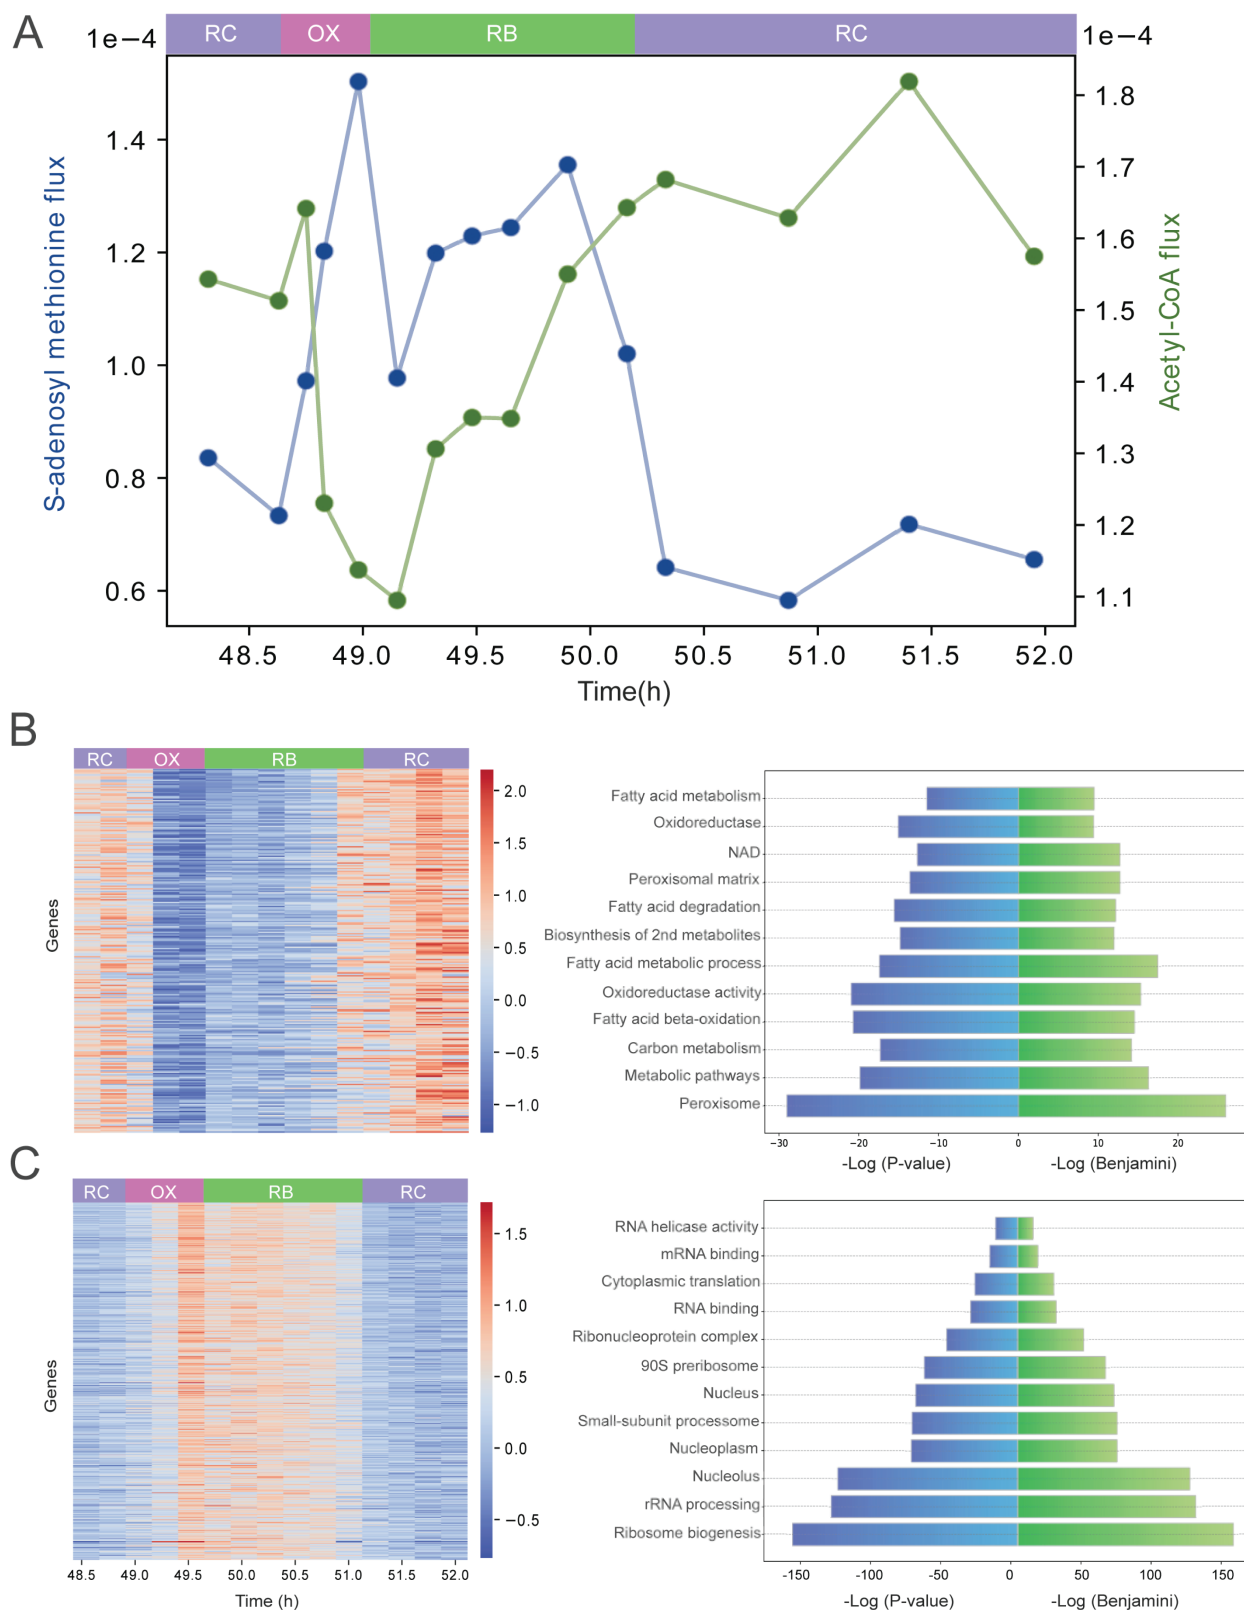 A
RC OX RB RC
1e−4
1e−4
1.4
1.2
1.0
0.8
0.6
S-adenosyl methionine flux
1.8
1.7
1.6
1.5
1.4
1.3
1.2
1.1
Acetyl-CoA flux
48.5 49.0 49.5 50.0 50.5 51.0 51.5 52.0
Time(h)
B
RC OX RB RC
Genes
2.0
1.5
1.0
0.5
0.0
−0.5
−1.0
Fatty acid metabolism
Oxidoreductase
NAD
Peroxisomal matrix
Fatty acid degradation
Biosynthesis of 2nd metabolites
Fatty acid metabolic process
Oxidoreductase activity
Fatty acid beta-oxidation
Carbon metabolism
Metabolic pathways
Peroxisome
−30 −20 −10 0 10 20
-Log (P-value) -Log (Benjamini)
C
RC OX RB RC
Genes
1.5
1.0
0.5
0.0
−0.5
48.5 49.0 49.5 50.0 50.5 51.0 51.5 52.0
Time (h)
RNA helicase activity
mRNA binding
Cytoplasmic translation
RNA binding
Ribonucleoprotein complex
90S preribosome
Nucleus
Small-subunit processome
Nucleoplasm
Nucleolus
rRNA processing
Ribosome biogenesis
-150 -100 -50 0 50 100 150
-Log (P-value) -Log (Benjamini)